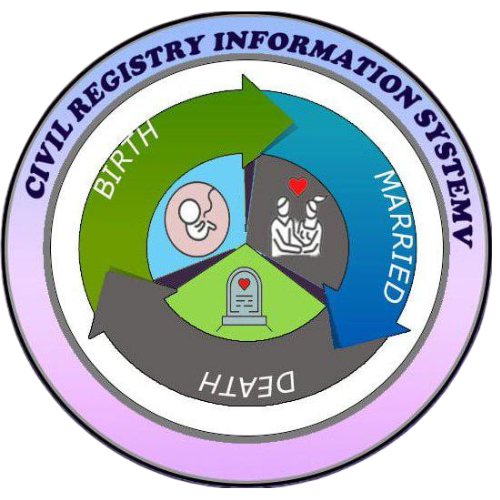 CIVIL REGISTRY INFORMATION SYSTEMV
BIRTH
MARRIED
DEATH